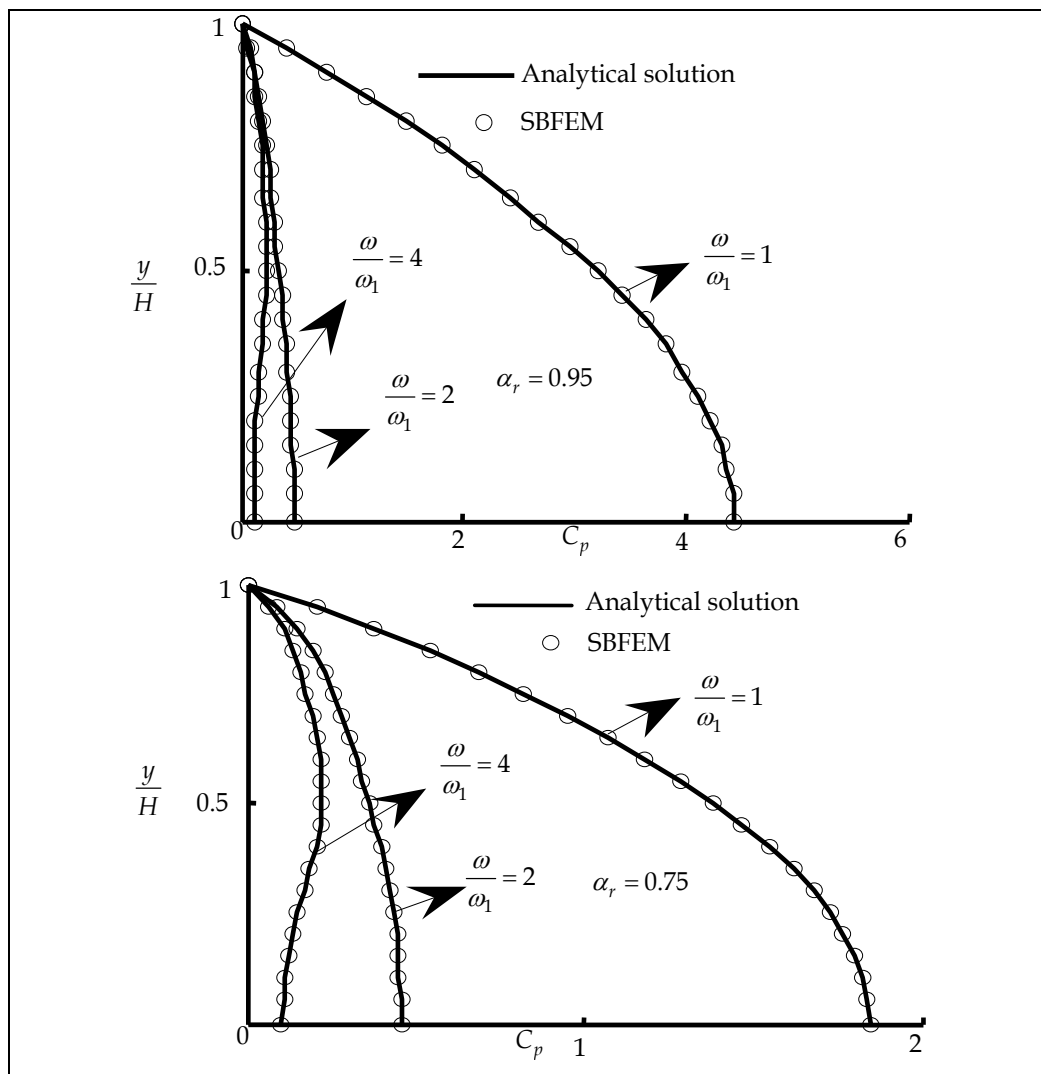 1
Analytical solution
SBFEM
ω/ω₁ = 4
ω/ω₁ = 1
y/H
0.5
ω/ω₁ = 2
αᵣ = 0.95
0
2
Cₚ
4
6
1
Analytical solution
SBFEM
ω/ω₁ = 1
ω/ω₁ = 4
y/H
0.5
ω/ω₁ = 2
αᵣ = 0.75
0
Cₚ
1
2